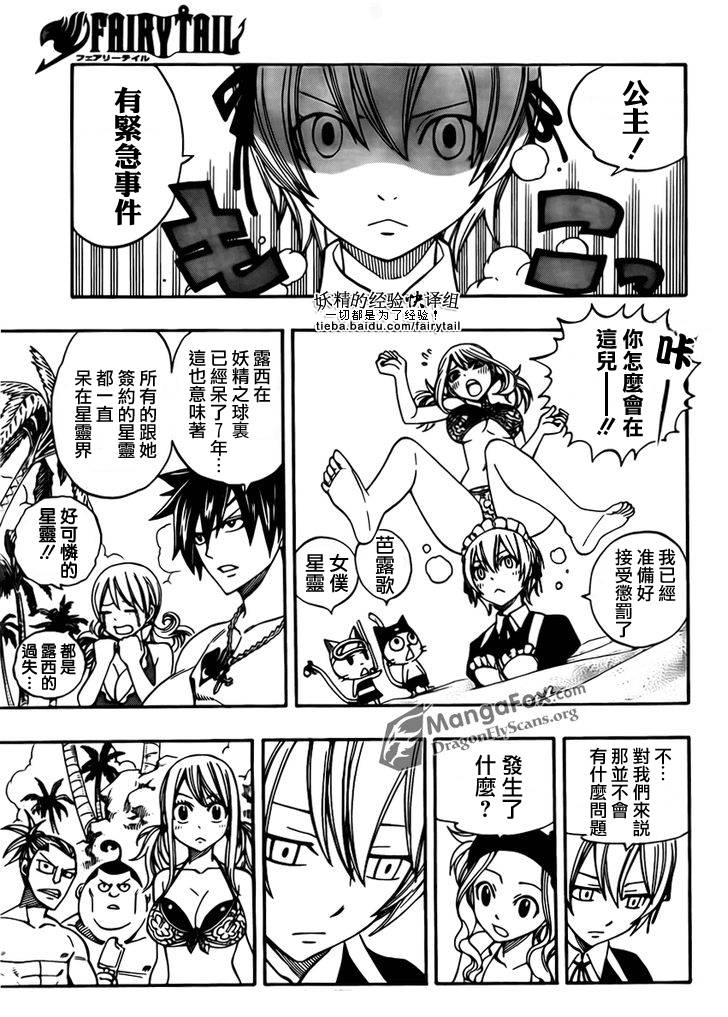 FAIRY TAIL
フェアリーテイル
公主！
有緊急事件
もこっ
妖精的经验快译组
一切都是为了经验！
tieba.baidu.com/fairytail
咔
你怎麼會在
這兒——!!
我已經
准備好
接受懲罰了
芭露歌
女僕
星靈
露西在
妖精之球裏
已經呆了7年…
這也意味著
所有的跟她
簽約的星靈
都一直
呆在星靈界
好可憐的
星靈!!
都是
露西的
過失…
MangaFox.com
DragonFlyScans.org
不…
對我們來說
那並不會
有什麼問題
發生了
什麼？